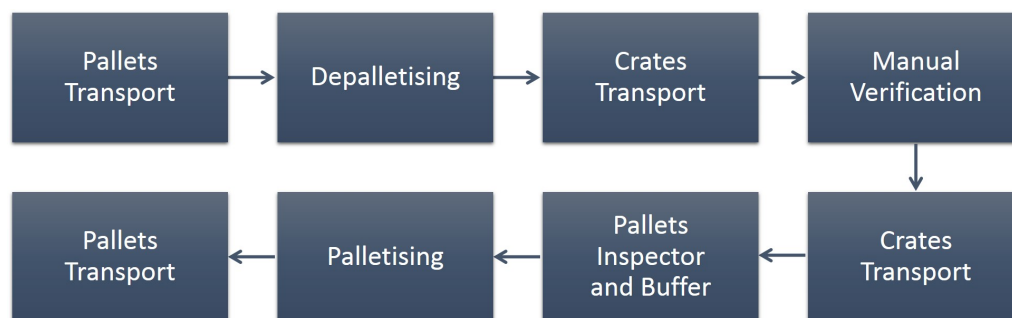 Pallets
Transport
Depalletising
Crates
Transport
Manual
Verification
Crates
Transport
Pallets
Inspector
and Buffer
Palletising
Pallets
Transport